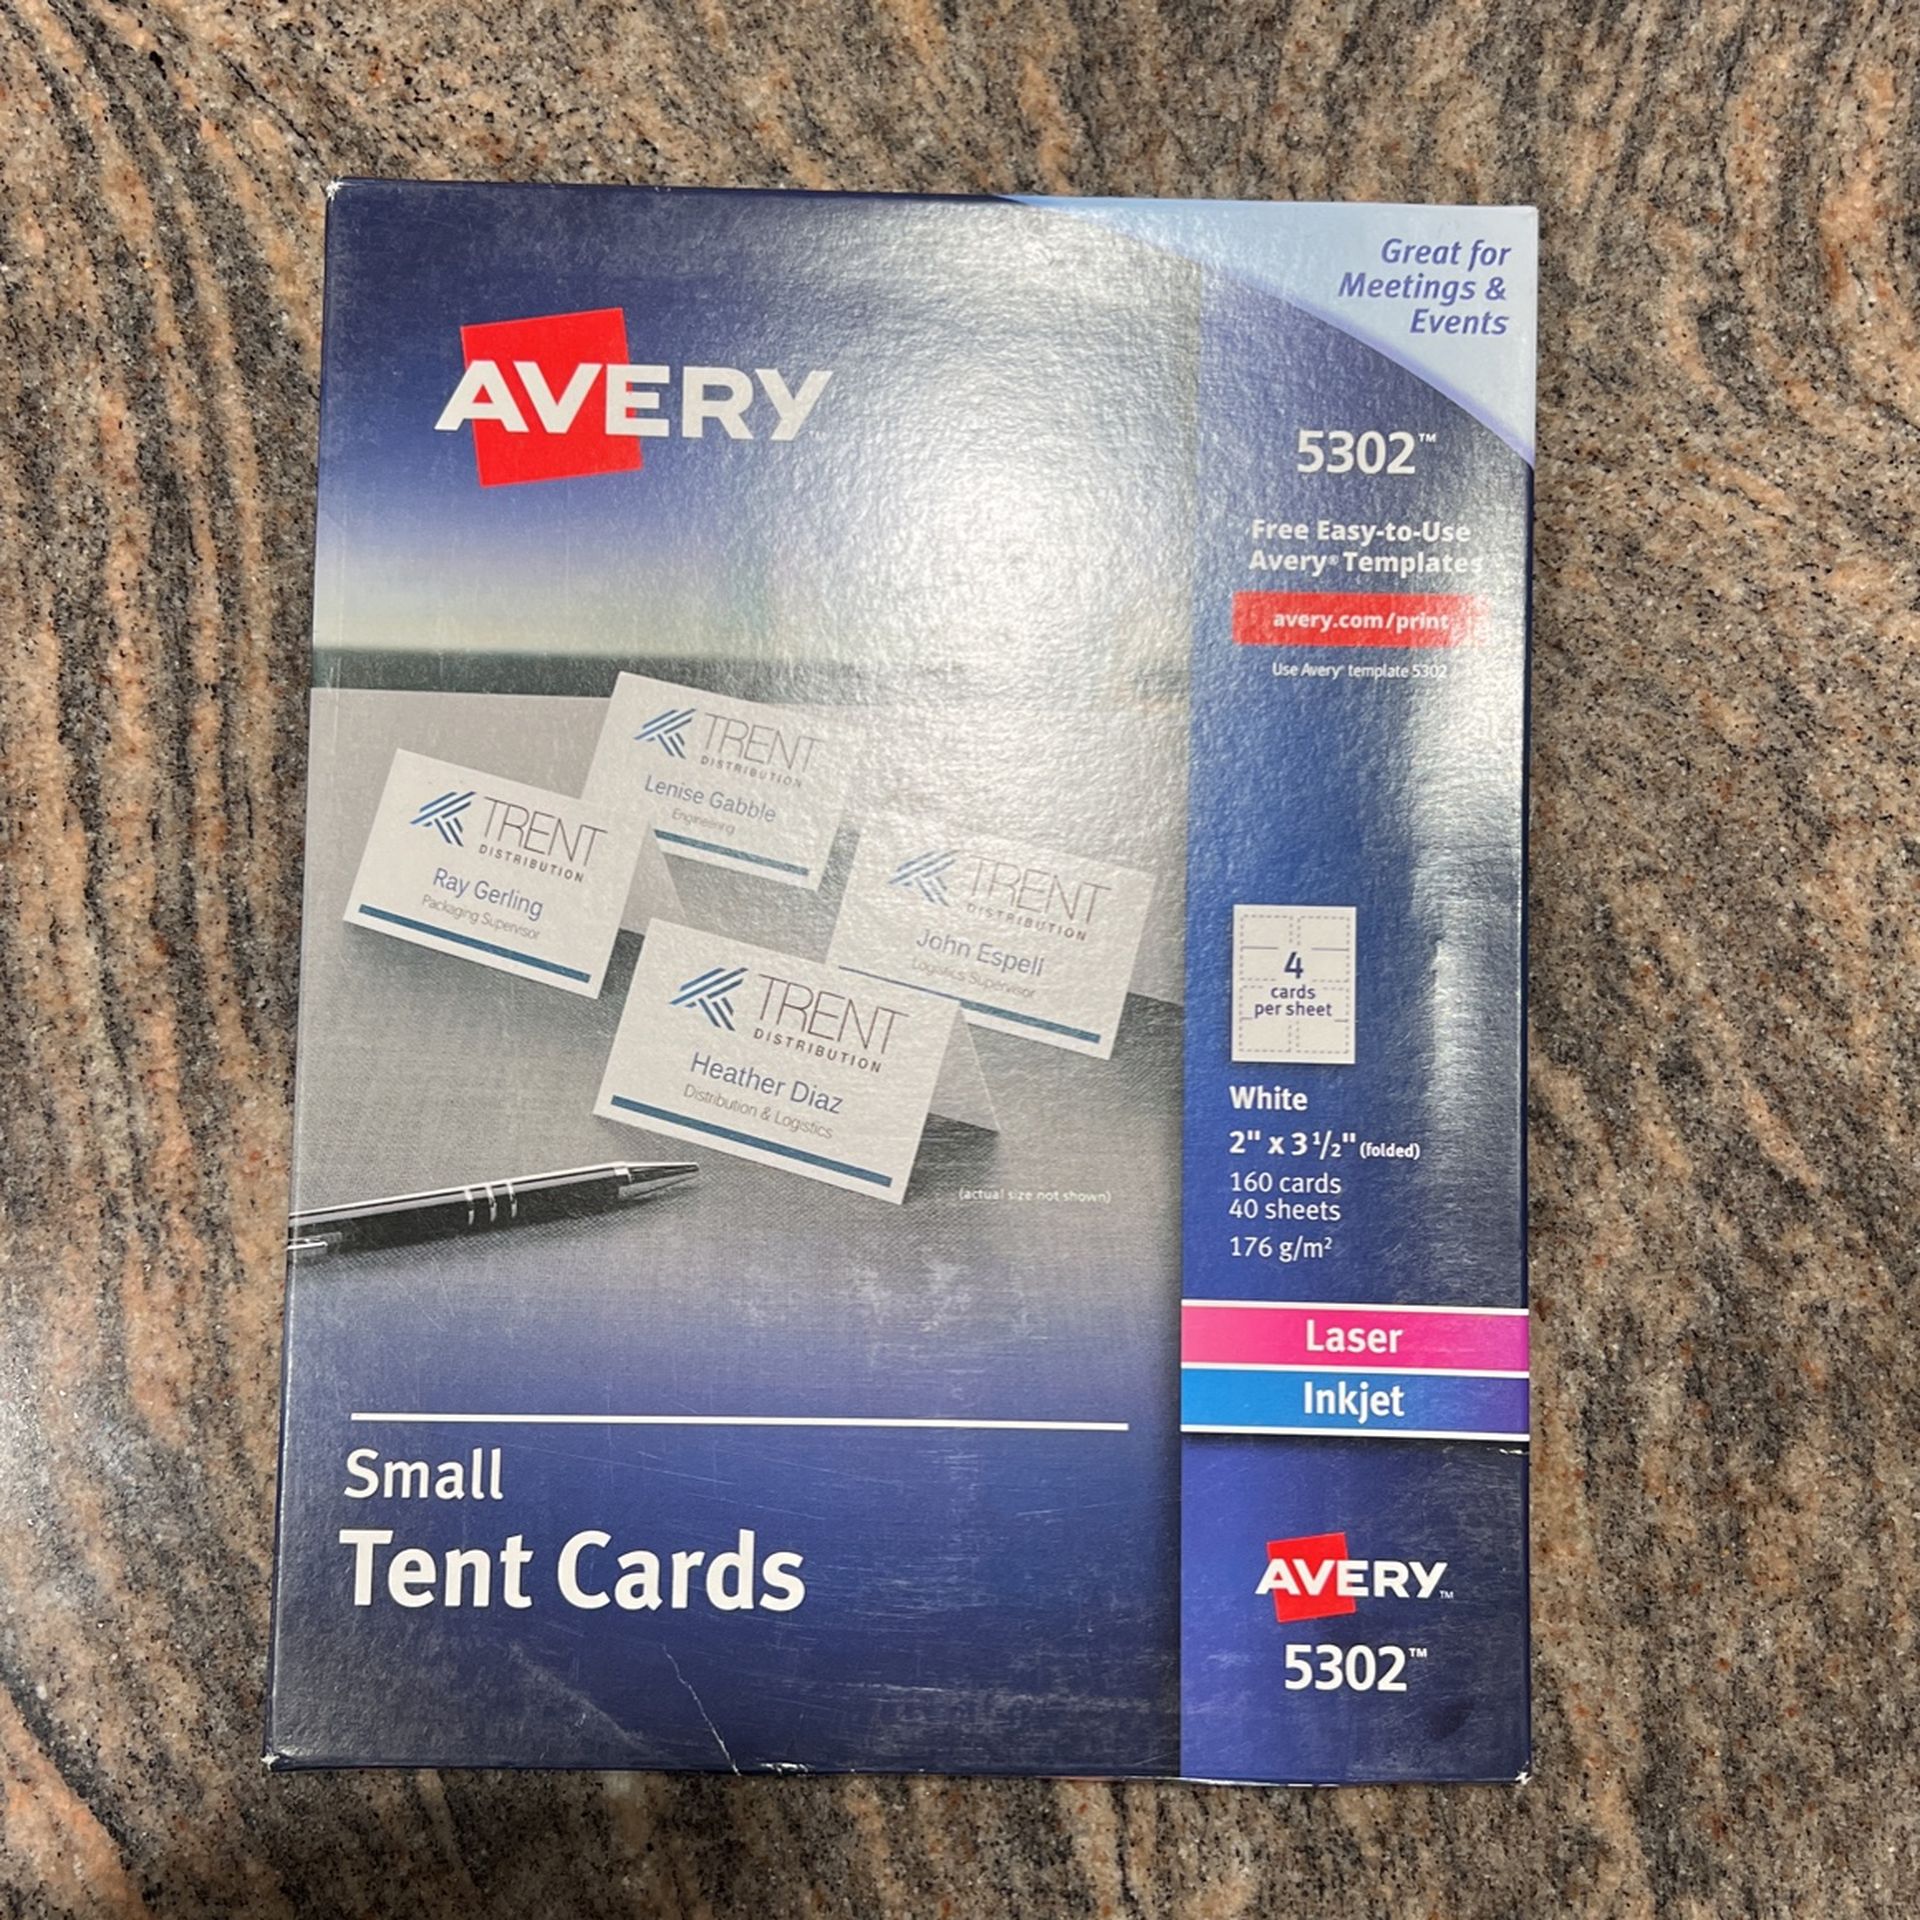 Great for
Meetings &
Events
AVERY™
5302™
Free Easy-to-Use
Avery® Templates
avery.com/print
Use Avery® template 5302
TRENT
DISTRIBUTION
Lenise Gabble
Engineering
TRENT
DISTRIBUTION
Ray Gerling
Packaging Supervisor
TRENT
DISTRIBUTION
John Espell
Logistics Supervisor
TRENT
DISTRIBUTION
Heather Diaz
Distribution & Logistics
(actual size not shown)
4
cards
per sheet
White
2" x 3 1/2" (folded)
160 cards
40 sheets
176 g/m²
Laser
Inkjet
Small
Tent Cards
AVERY™
5302™